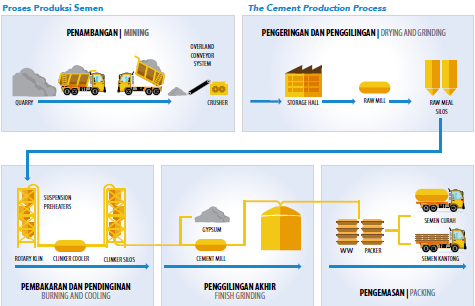 Proses Produksi Semen
The Cement Production Process
PENAMBANGAN | MINING
OVERLAND
CONVEYOR
SYSTEM
QUARRY
CRUSHER
PENGERINGAN DAN PENGGILINGAN | DRYING AND GRINDING
STORAGE HALL
RAW MILL
RAW MEAL
SILOS
SUSPENSION
PREHEATERS
ROTARY KLIN
CLINKER COOLER
CLINKER SILOS
PEMBAKARAN DAN PENDINGINAN
BURNING AND COOLING
GYPSUM
CEMENT MILL
PENGGILINGAN AKHIR
FINISH GRINDING
WW
PACKER
SEMEN CURAH
SEMEN KANTONG
PENGEMASAN | PACKING